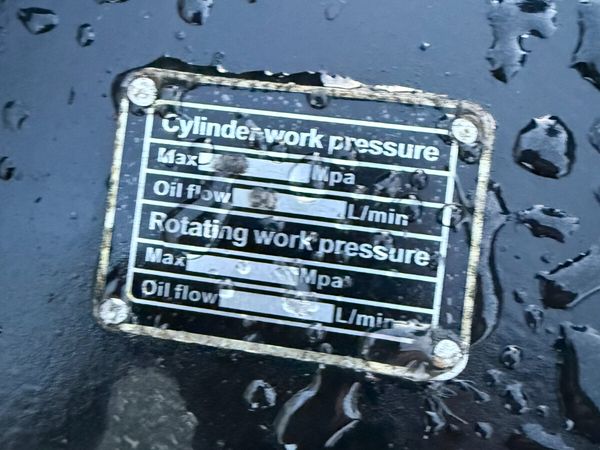 Cylinder work pressure
Max Mpa
Oil flow L/min
Rotating work pressure
Max Mpa
Oil flow L/min